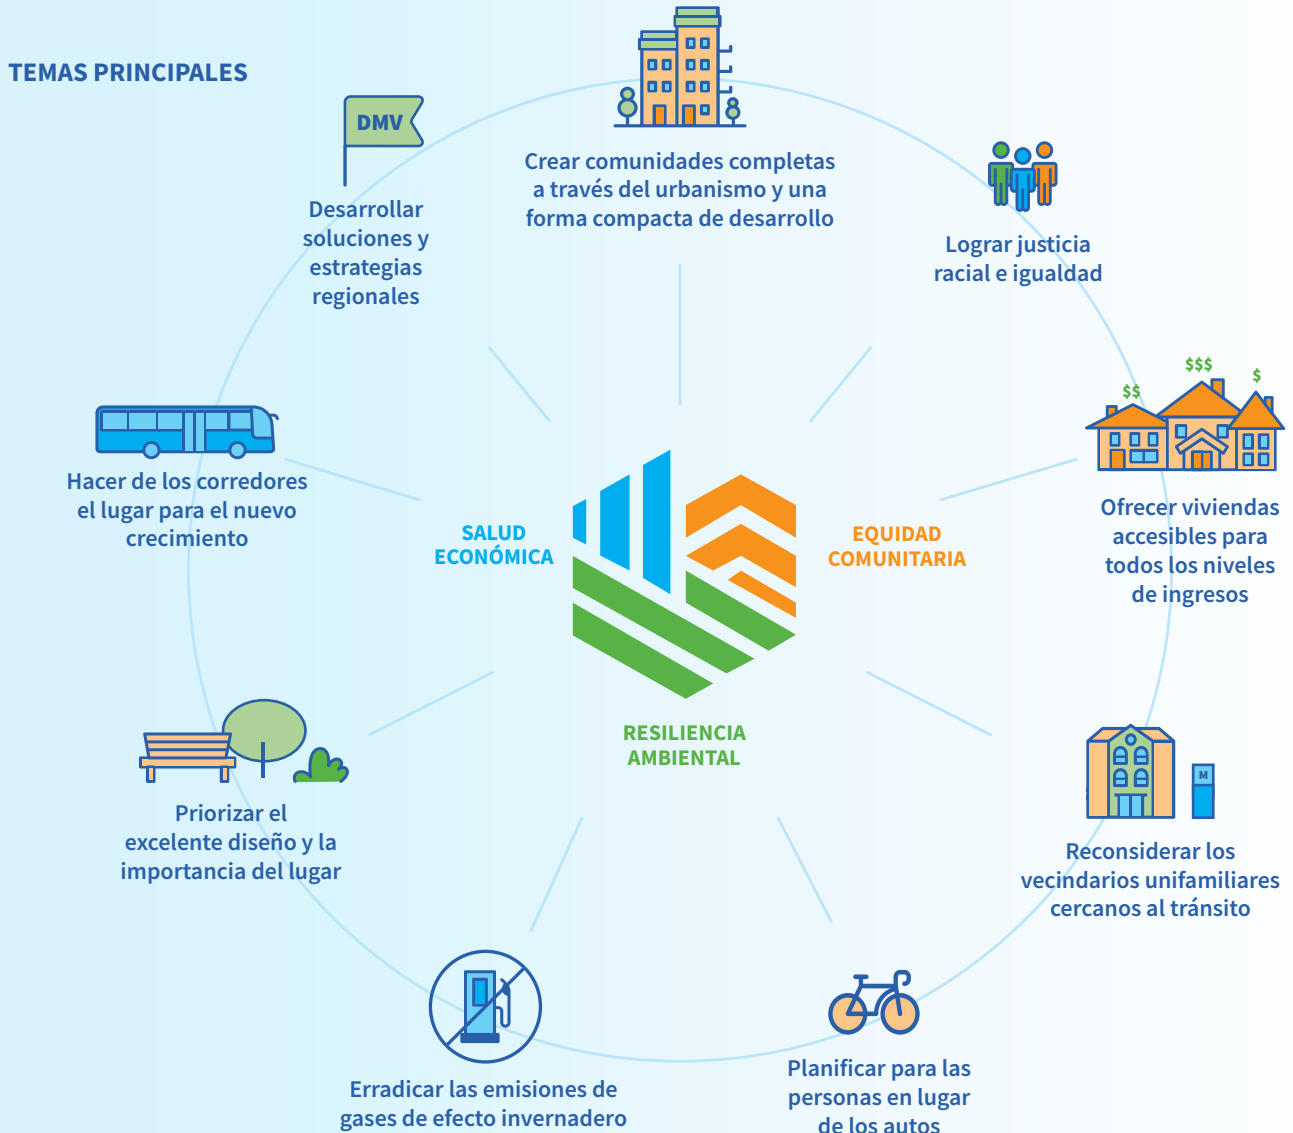 TEMAS PRINCIPALES
DMV
Desarrollar
soluciones y
estrategias
regionales
Crear comunidades completas
a través del urbanismo y una
forma compacta de desarrollo
Lograr justicia
racial e igualdad
$$
$$$
$
Ofrecer viviendas
accesibles para
todos los niveles
de ingresos
Hacer de los corredores
el lugar para el nuevo
crecimiento
SALUD
ECONÓMICA
EQUIDAD
COMUNITARIA
RESILIENCIA
AMBIENTAL
Priorizar el
excelente diseño y la
importancia del lugar
M
Reconsiderar los
vecindarios unifamiliares
cercanos al tránsito
Erradicar las emisiones de
gases de efecto invernadero
Planificar para las
personas en lugar
de los autos